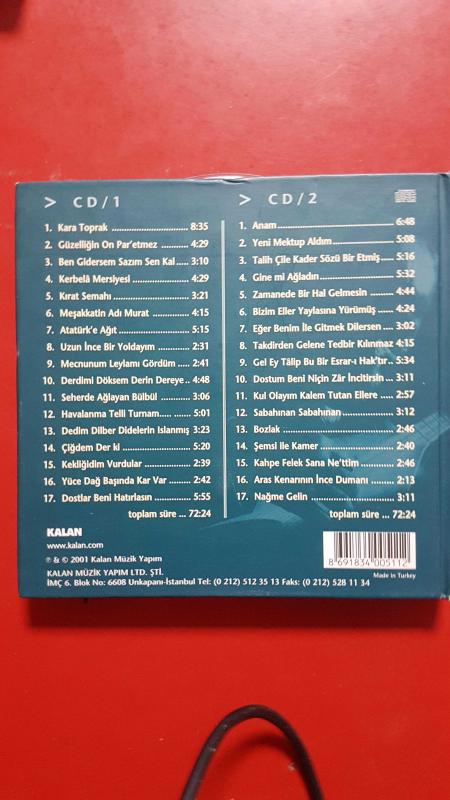 > CD/1
1. Kara Toprak ........................ 8:35
2. Güzelliğin On Par'etmez .......... 4:29
3. Ben Gidersem Sazım Sen Kal ..... 3:10
4. Kerbelâ Mersiyesi .................. 4:29
5. Kırat Semahı ........................ 3:21
6. Meşakkatin Adı Murat ............. 4:15
7. Atatürk'e Ağıt ...................... 5:15
8. Uzun İnce Bir Yoldayım ............ 2:31
9. Mecnunum Leylamı Gördüm ...... 2:41
10. Derdimi Döksem Derin Dereye .. 4:48
11. Seherde Ağlayan Bülbül .......... 3:06
12. Havalanma Telli Turnam..... ....... 5:01
13. Dedim Dilber Didelerin Islanmış 3:23
14. Çiğdem Der ki ...................... 5:20
15. Kekliğidim Vurdular ............... 2:39
16. Yüce Dağ Başında Kar Var ....... 2:42
17. Dostlar Beni Hatırlasın ........... 5:55
toplam süre ... 72:24
> CD/2
1. Anam ................................ 6:48
2. Yeni Mektup Aldım ................ 5:08
3. Talih Çile Kader Sözü Bir Etmiş .... 5:16
4. Gine mi Ağladın .................... 5:32
5. Zamanede Bir Hal Gelmesin ........ 4:44
6. Bizim Eller Yaylasına Yürümüş ..... 4:24
7. Eğer Benim İle Gitmek Dilersen .... 3:02
8. Takdirden Gelene Tedbir Kılınmaz 4:15
9. Gel Ey Tâlip Bu Bir Esrar-ı Hak'tır .. 5:34
10. Dostum Beni Niçin Zâr İncitirsin ... 3:11
11. Kul Olayım Kalem Tutan Ellere ..... 2:57
12. Sabahınan Sabahınan .............. 3:12
13. Bozlak .............................. 2:46
14. Şemsi ile Kamer .................... 2:40
15. Kahpe Felek Sana Ne'ttim ......... 2:46
16. Aras Kenarının İnce Dumanı ...... 2:13
17. Nağme Gelin ....................... 3:11
toplam süre ... 72:24
KALAN
www.kalan.com
℗ & © 2001 Kalan Müzik Yapım
KALAN MÜZİK YAPIM LTD. ŞTİ.
İMÇ 6. Blok No: 6608 Unkapanı-İstanbul Tel: (0 212) 512 35 13 Faks: (0 212) 528 11 34
8 691834 005112
Made in Turkey